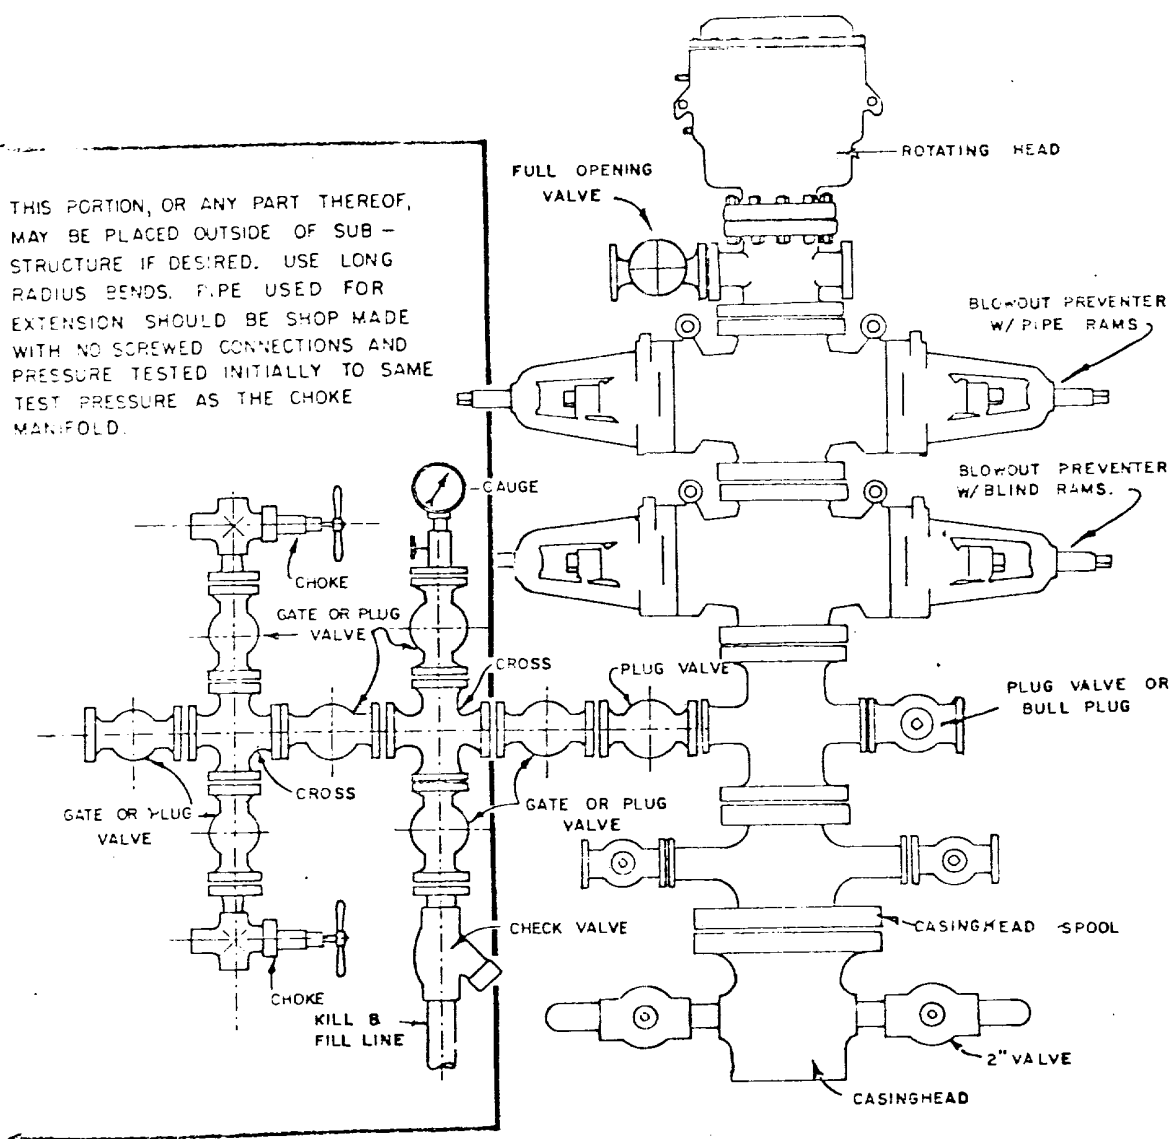 ROTATING HEAD
FULL OPENING
VALVE
THIS PORTION, OR ANY PART THEREOF,
MAY BE PLACED OUTSIDE OF SUB-
STRUCTURE IF DESIRED. USE LONG
RADIUS BENDS. PIPE USED FOR
EXTENSION SHOULD BE SHOP MADE
WITH NO SCREWED CONNECTIONS AND
PRESSURE TESTED INITIALLY TO SAME
TEST PRESSURE AS THE CHOKE
MANIFOLD.
BLOWOUT PREVENTER
W/ PIPE RAMS
BLOWOUT PREVENTER
W/BLIND RAMS.
GAUGE
CHOKE
GATE OR PLUG
VALVE
CROSS
PLUG VALVE
PLUG VALVE OR
BULL PLUG
CROSS
GATE OR PLUG
VALVE
GATE OR PLUG
VALVE
CHECK VALVE
CASINGHEAD SPOOL
CHOKE
KILL &
FILL LINE
2" VALVE
CASINGHEAD